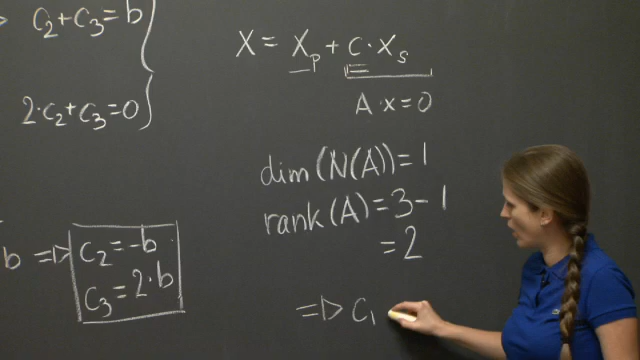 c₂+c₃=b
2·c₂+c₃=0
b => c₂=-b
c₃=2·b
X = Xₚ + c·Xₛ
A·x=0
dim(N(A))=1
rank(A)=3-1
=2
=> c₁